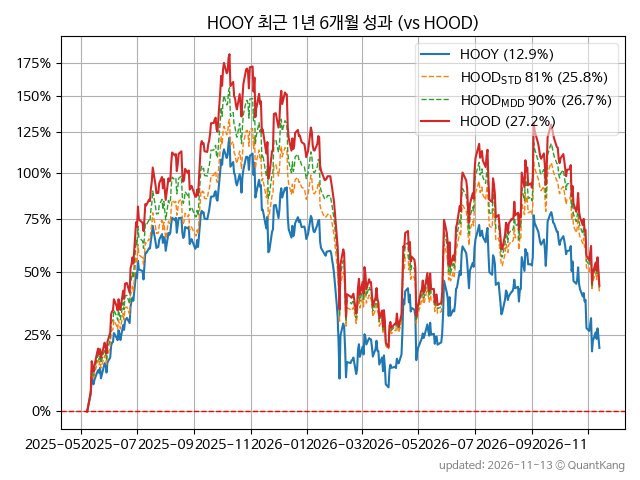 HOOY 최근 1년 6개월 성과 (vs HOOD)
HOOY (12.9%)
HOOD_STD 81% (25.8%)
HOOD_MDD 90% (26.7%)
HOOD (27.2%)
175%
150%
125%
100%
75%
50%
25%
0%
2025-05 2025-07 2025-09 2025-11 2026-01 2026-03 2026-05 2026-07 2026-09 2026-11
updated: 2026-11-13 © QuantKang